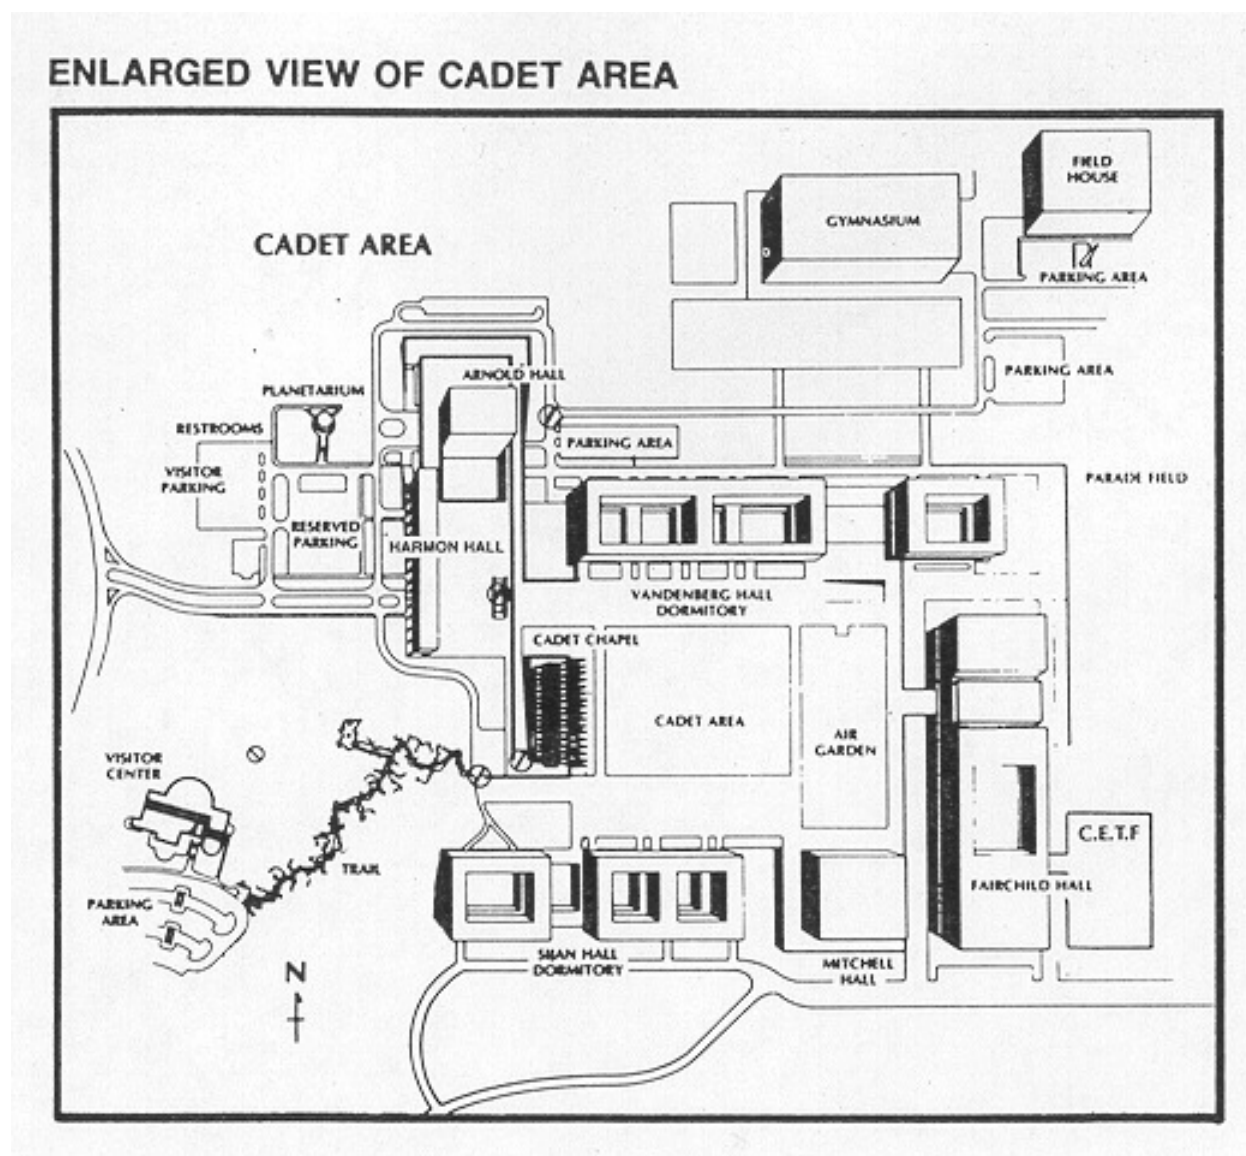 ENLARGED VIEW OF CADET AREA
FIELD
HOUSE
GYMNASIUM
CADET AREA
PARKING AREA
ARNOLD HALL
PARKING AREA
PLANETARIUM
RESTROOMS
PARKING AREA
VISITOR
PARKING
PARADE FIELD
RESERVED
PARKING
HARMON HALL
VANDENBERG HALL
DORMITORY
CADET CHAPEL
CADET AREA
AIR
GARDEN
VISITOR
CENTER
C.E.T.F
TRAIL
FAIRCHILD HALL
PARKING
AREA
SIJAN HALL
DORMITORY
MITCHELL
HALL
N